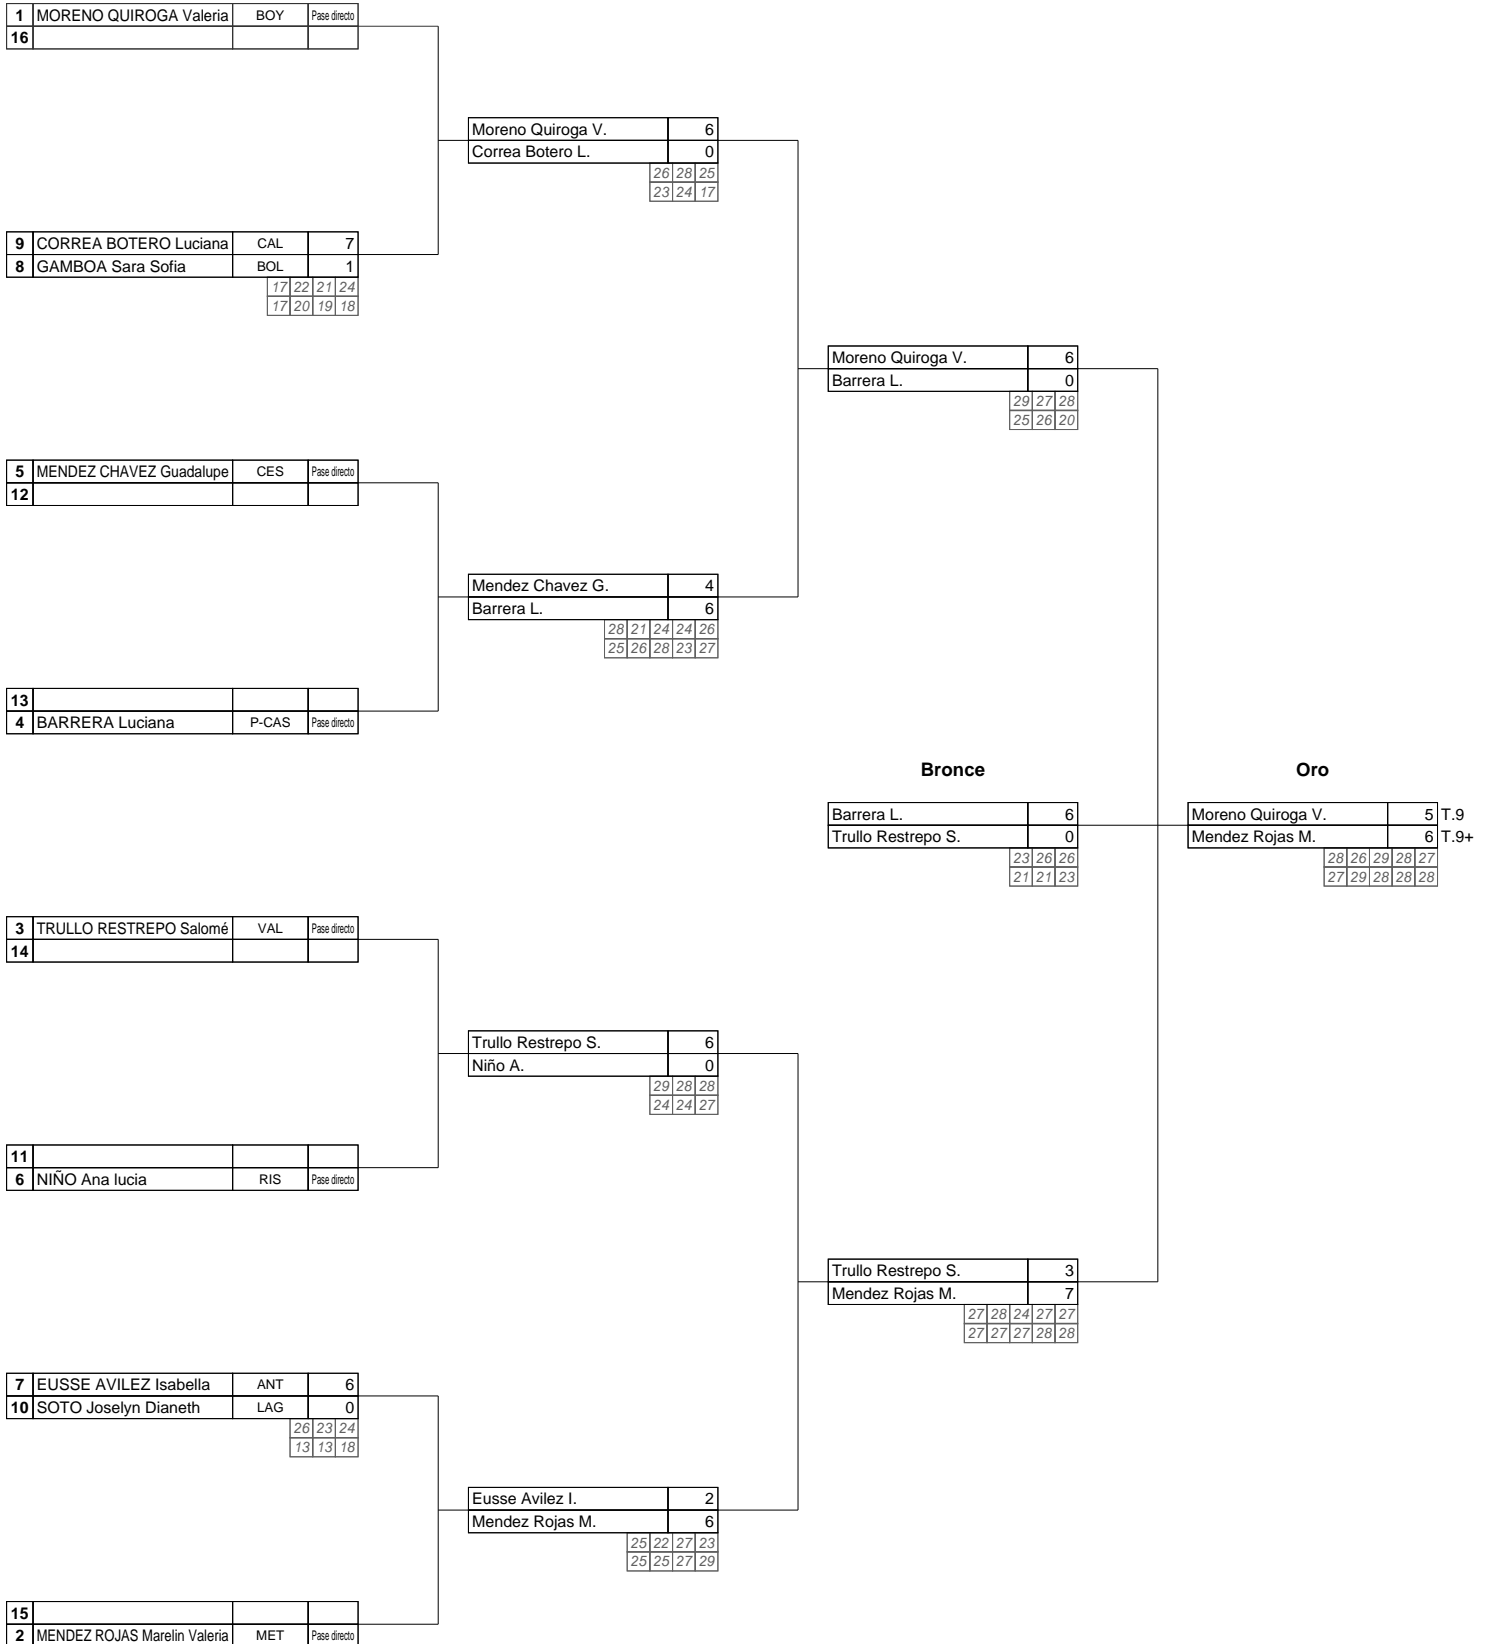 1 MORENO QUIROGA Valeria BOY Pase directo
16
Moreno Quiroga V. 6
Correa Botero L. 0
26 28 25
23 24 17
9 CORREA BOTERO Luciana CAL 7
8 GAMBOA Sara Sofia BOL 1
17 22 21 24
17 20 19 18
Moreno Quiroga V. 6
Barrera L. 0
29 27 28
25 26 20
5 MENDEZ CHAVEZ Guadalupe CES Pase directo
12
Mendez Chavez G. 4
Barrera L. 6
28 21 24 24 26
25 26 28 23 27
13
4 BARRERA Luciana P-CAS Pase directo
Bronce Oro
Barrera L. 6 Moreno Quiroga V. 5 T.9
Trullo Restrepo S. 0 Mendez Rojas M. 6 T.9+
23 26 26 28 26 29 28 27
21 21 23 27 29 28 28 28
3 TRULLO RESTREPO Salomé VAL Pase directo
14
Trullo Restrepo S. 6
Niño A. 0
29 28 28
24 24 27
11
6 NIÑO Ana lucia RIS Pase directo
Trullo Restrepo S. 3
Mendez Rojas M. 7
27 28 24 27 27
27 27 27 28 28
7 EUSSE AVILEZ Isabella ANT 6
10 SOTO Joselyn Dianeth LAG 0
26 23 24
13 13 18
Eusse Avilez I. 2
Mendez Rojas M. 6
25 22 27 23
25 25 27 29
15
2 MENDEZ ROJAS Marelin Valeria MET Pase directo